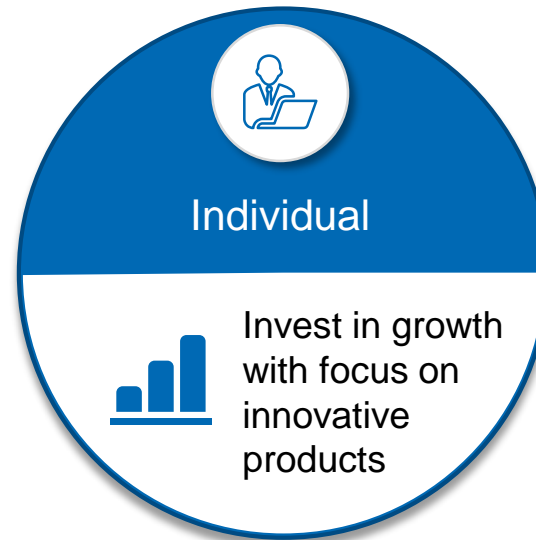 Individual
Invest in growth
with focus on
innovative
products